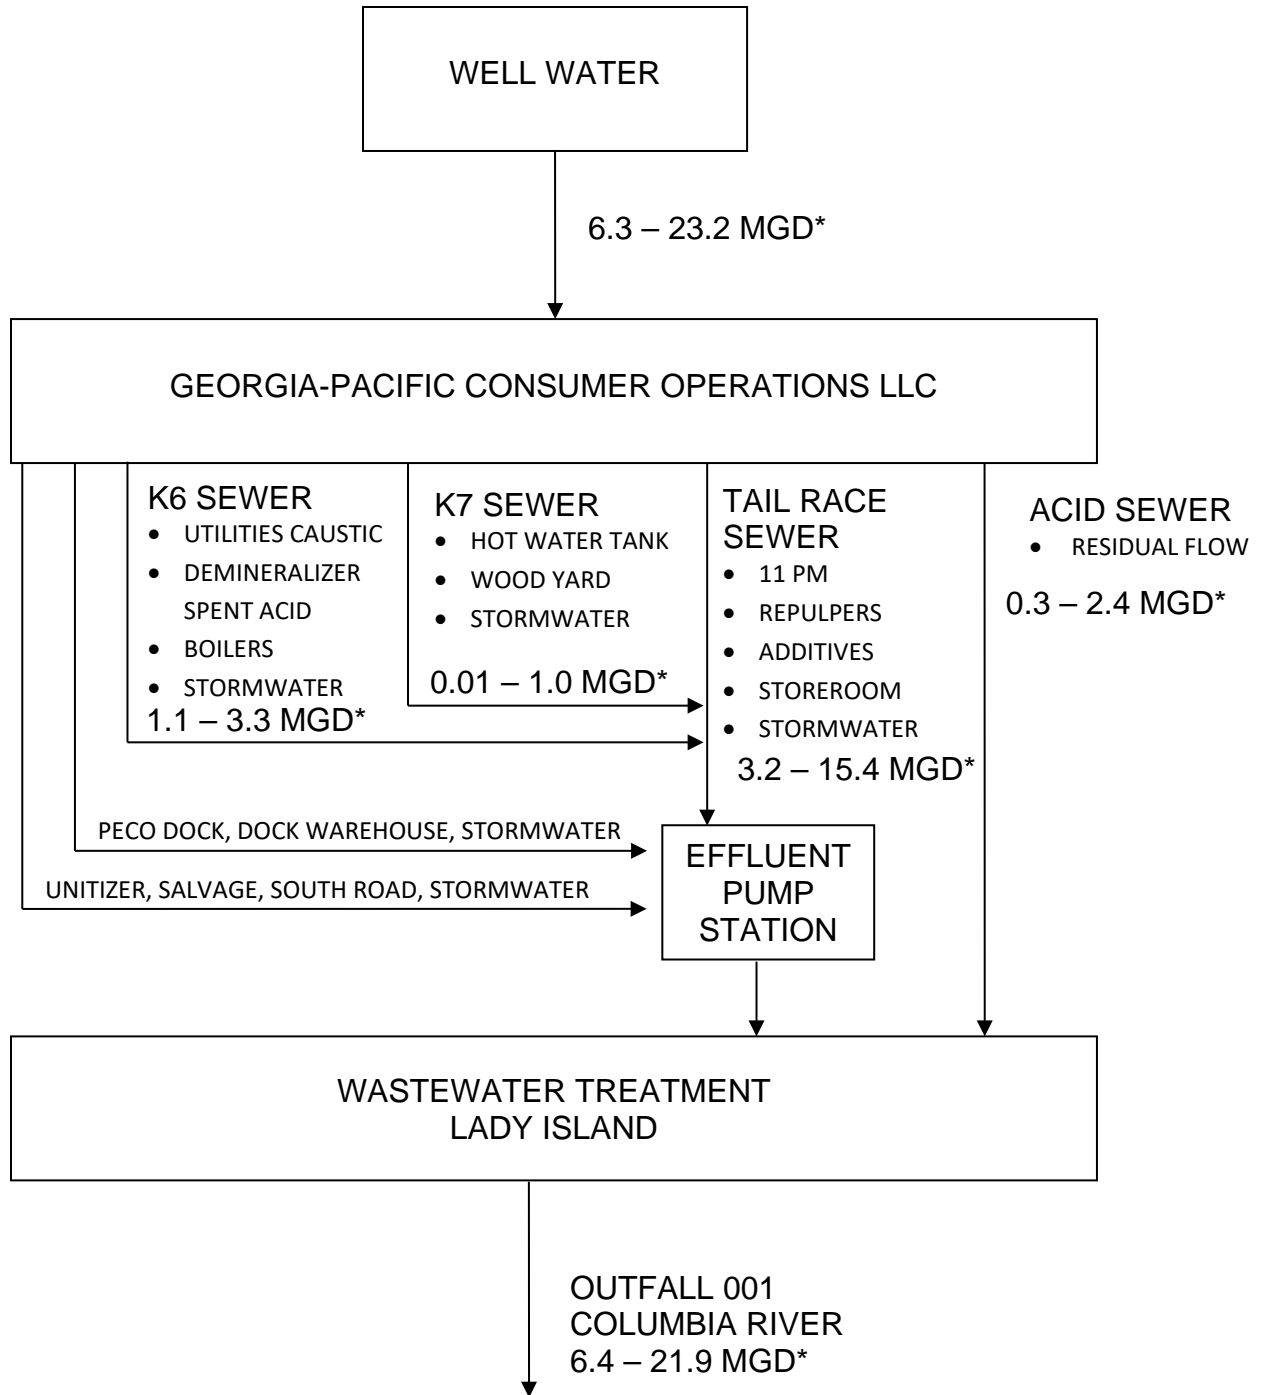 WELL WATER
6.3 – 23.2 MGD*
GEORGIA-PACIFIC CONSUMER OPERATIONS LLC
K6 SEWER
• UTILITIES CAUSTIC
• DEMINERALIZER
SPENT ACID
• BOILERS
• STORMWATER
1.1 – 3.3 MGD*
K7 SEWER
• HOT WATER TANK
• WOOD YARD
• STORMWATER
0.01 – 1.0 MGD*
TAIL RACE
SEWER
• 11 PM
• REPULPERS
• ADDITIVES
• STOREROOM
• STORMWATER
3.2 – 15.4 MGD*
ACID SEWER
• RESIDUAL FLOW
0.3 – 2.4 MGD*
PECO DOCK, DOCK WAREHOUSE, STORMWATER
UNITIZER, SALVAGE, SOUTH ROAD, STORMWATER
EFFLUENT
PUMP
STATION
WASTEWATER TREATMENT
LADY ISLAND
OUTFALL 001
COLUMBIA RIVER
6.4 – 21.9 MGD*